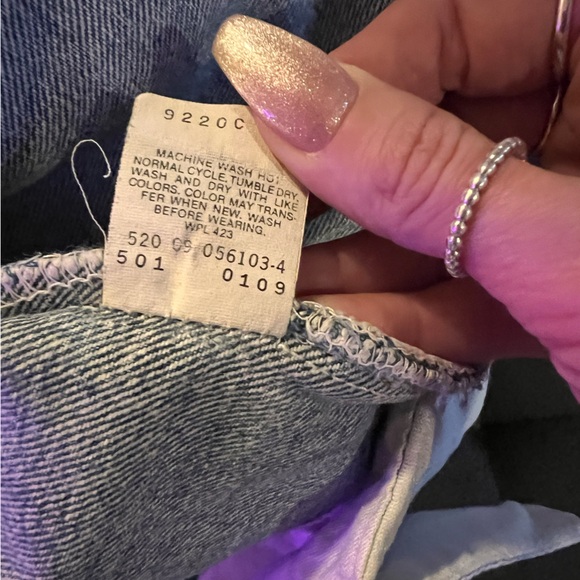 9220C
MACHINE WASH HOT
NORMAL CYCLE, TUMBLE DRY.
WASH AND DRY WITH LIKE
COLORS. COLOR MAY TRANS-
FER WHEN NEW. WASH
BEFORE WEARING.
WPL 423
520 09 056103-4
501 0109